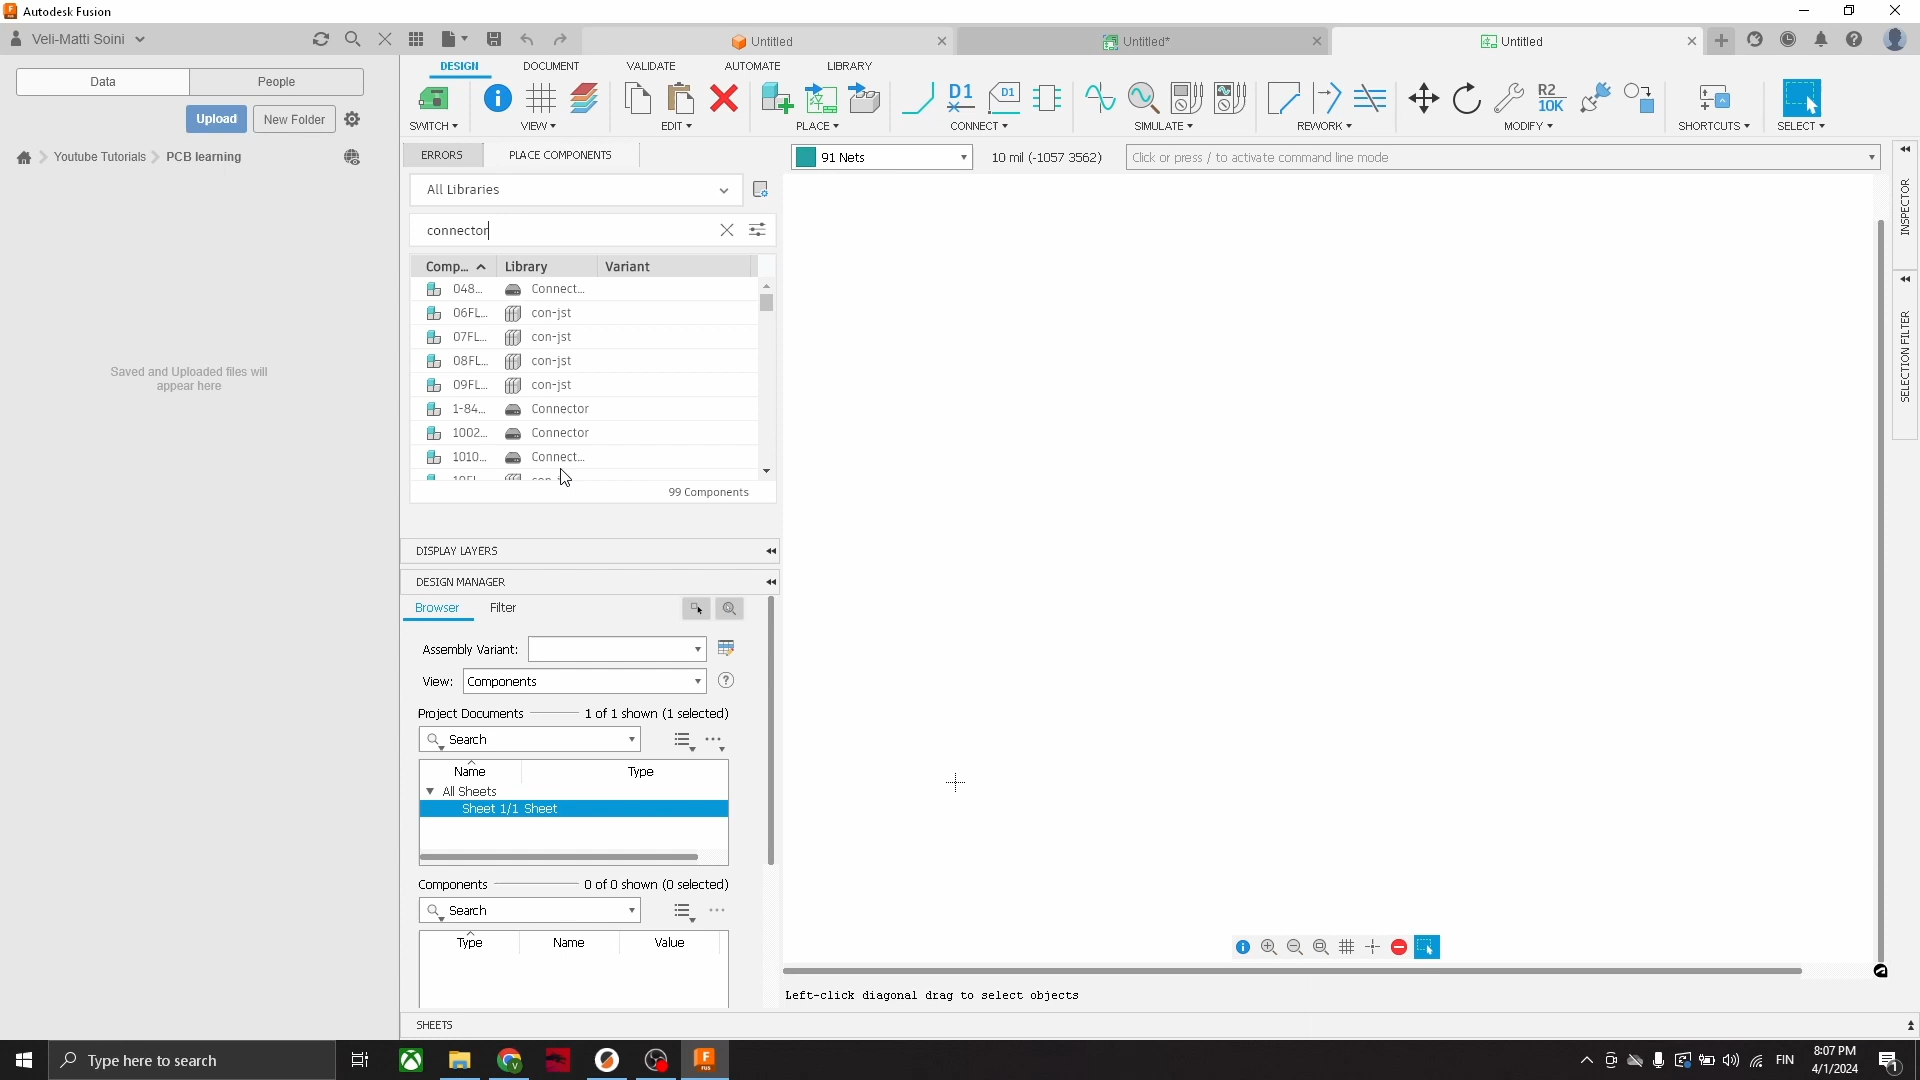 Autodesk Fusion
Veli-Matti Soini
Untitled
Untitled*
Untitled
Data
People
Upload
New Folder
Youtube Tutorials
PCB learning
Saved and Uploaded files will
appear here
DESIGN
DOCUMENT
VALIDATE
AUTOMATE
LIBRARY
D1
D1
R2
10K
SWITCH
VIEW
EDIT
PLACE
CONNECT
SIMULATE
REWORK
MODIFY
SHORTCUTS
SELECT
ERRORS
PLACE COMPONENTS
91 Nets
10 mil (-1057 3562)
Click or press / to activate command line mode
All Libraries
connector
Comp...
Library
Variant
048... Connect...
06FL... con-jst
07FL... con-jst
08FL... con-jst
09FL... con-jst
1-84... Connector
1002... Connector
1010... Connect...
99 Components
DISPLAY LAYERS
DESIGN MANAGER
Browser
Filter
Assembly Variant:
View: Components
Project Documents 1 of 1 shown (1 selected)
Search
Name Type
All Sheets
Sheet 1/1 Sheet
Components 0 of 0 shown (0 selected)
Search
Type Name Value
INSPECTOR
SELECTION FILTER
Left-click diagonal drag to select objects
SHEETS
Type here to search
FIN
8:07 PM
4/1/2024
1